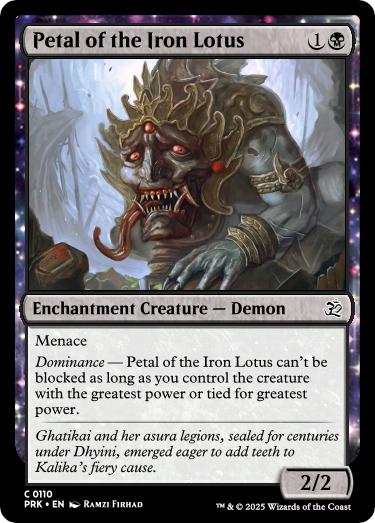 Petal of the Iron Lotus 1
Enchantment Creature — Demon
Menace
Dominance — Petal of the Iron Lotus can't be
blocked as long as you control the creature
with the greatest power or tied for greatest
power.
Ghatikai and her asura legions, sealed for centuries
under Dhyini, emerged eager to add teeth to
Kalika's fiery cause.
2/2
C 0110
PRK • EN Ramzi Firhad
™ & © 2025 Wizards of the Coast